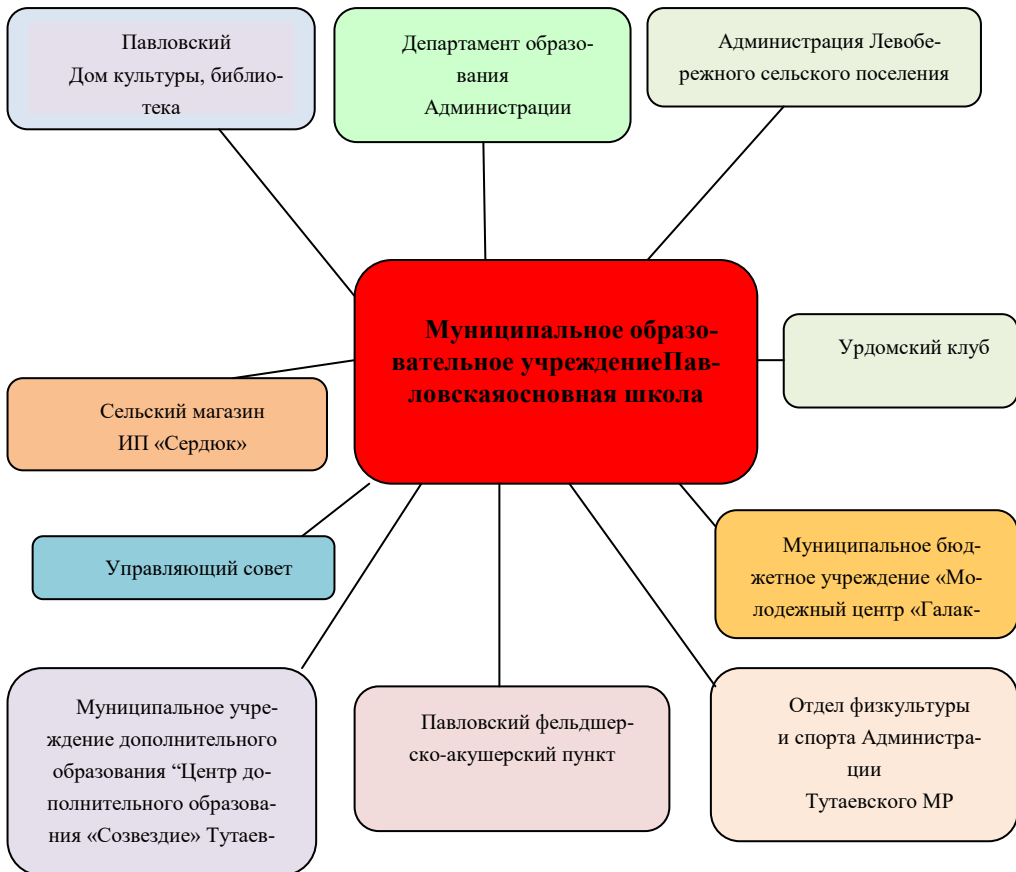 Павловский
Дом культуры, библио-
тека
Департамент образо-
вания
Администрации
Администрация Левобе-
режного сельского поселения
Муниципальное образо-
вательное учреждениеПав-
ловскаяосновная школа
Урдомский клуб
Сельский магазин
ИП «Сердюк»
Управляющий совет
Муниципальное бюд-
жетное учреждение «Мо-
лодежный центр «Галак-
Муниципальное учре-
ждение дополнительного
образования “Центр до-
полнительного образова-
ния «Созвездие» Тутаев-
Павловский фельдшер-
ско-акушерский пункт
Отдел физкультуры
и спорта Администра-
ции
Тутаевского МР